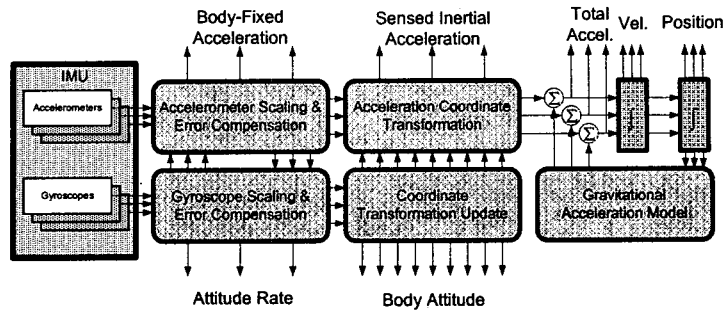 Body-Fixed
Acceleration
Sensed Inertial
Acceleration
Total
Accel.
Vel.
Position
IMU
Accelerometers
Accelerometer Scaling &
Error Compensation
Acceleration Coordinate
Transformation
Σ
Σ
Σ
∫
∫
Gyroscopes
Gyroscope Scaling &
Error Compensation
Coordinate
Transformation Update
Gravitational
Acceleration Model
Attitude Rate
Body Attitude